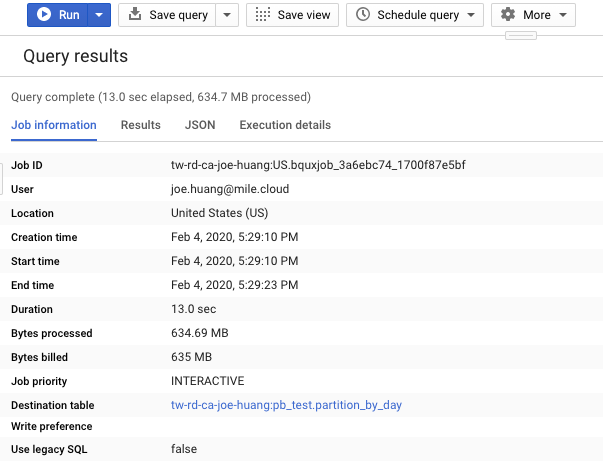 Run Save query Save view Schedule query More
Query results
Query complete (13.0 sec elapsed, 634.7 MB processed)
Job information Results JSON Execution details
Job ID tw-rd-ca-joe-huang:US.bquxjob_3a6ebc74_1700f87e5bf
User joe.huang@mile.cloud
Location United States (US)
Creation time Feb 4, 2020, 5:29:10 PM
Start time Feb 4, 2020, 5:29:10 PM
End time Feb 4, 2020, 5:29:23 PM
Duration 13.0 sec
Bytes processed 634.69 MB
Bytes billed 635 MB
Job priority INTERACTIVE
Destination table tw-rd-ca-joe-huang:pb_test.partition_by_day
Write preference
Use legacy SQL false